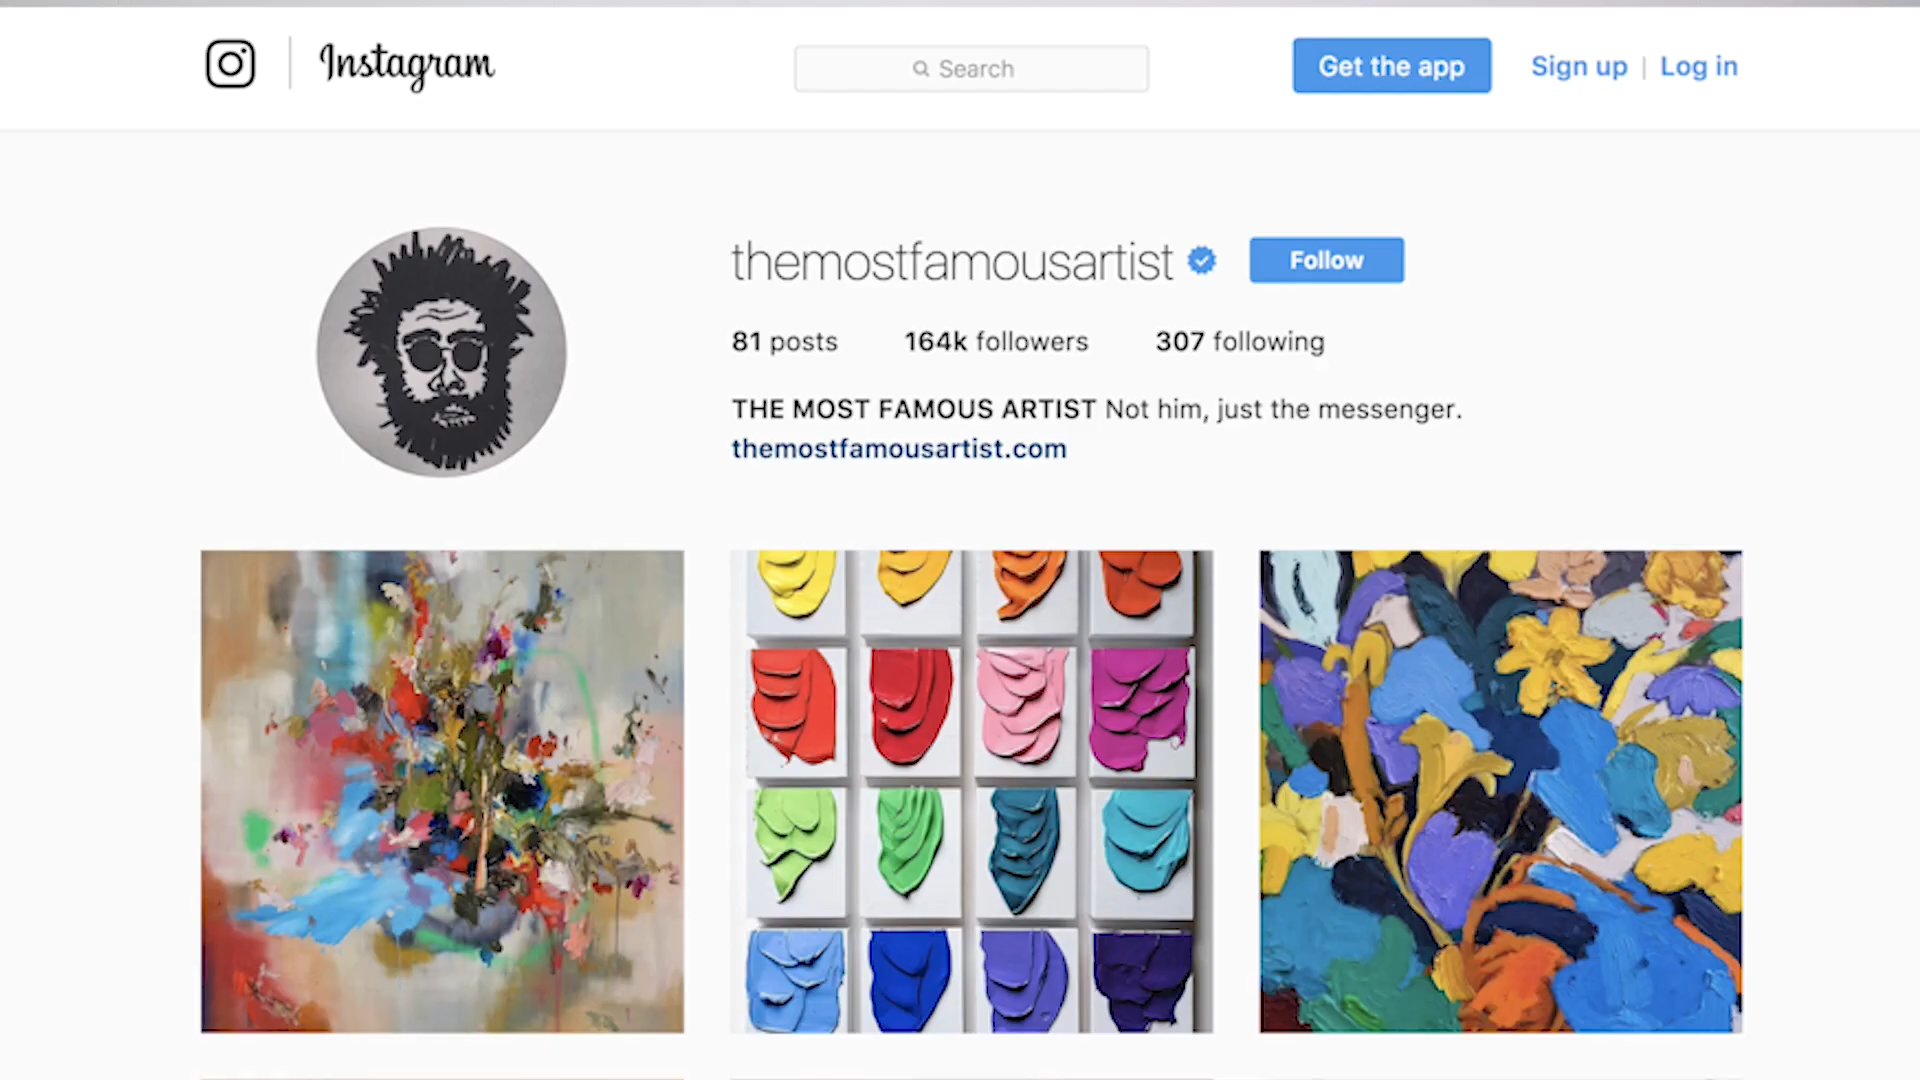 Instagram
Search
Get the app
Sign up | Log in
themostfamousartist
Follow
81 posts 164k followers 307 following
THE MOST FAMOUS ARTIST Not him, just the messenger.
themostfamousartist.com